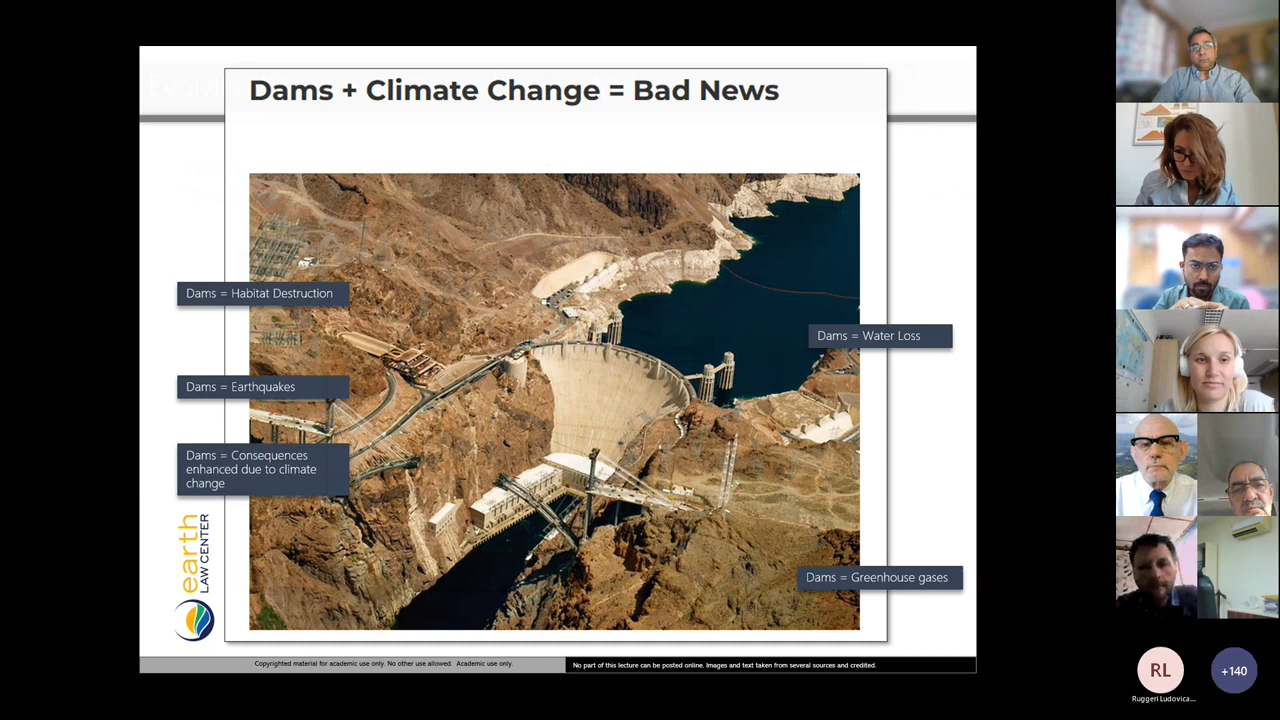 Dams + Climate Change = Bad News
Dams = Habitat Destruction
Dams = Water Loss
Dams = Earthquakes
Dams = Consequences
enhanced due to climate
change
Dams = Greenhouse gases
earth
LAW CENTER
Copyrighted material for academic use only. No other use allowed. Academic use only.
No part of this lecture can be posted online. Images and text taken from several sources and credited.
RL
+140
Ruggeri Ludovica...